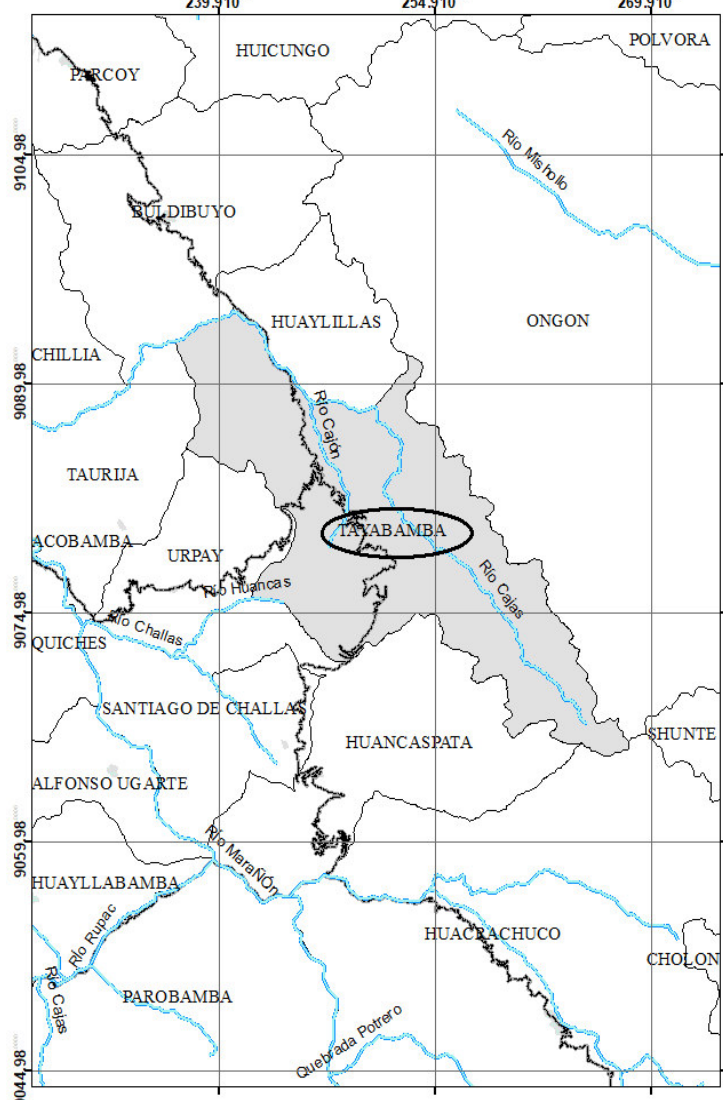 239.910
254.910
269.910
POLVORA
HUICUNGO
PARCOY
9104,98
Río Mishollo
BULDIBUYO
HUAYLILLAS
ONGON
CHILLIA
9089,98
Río Cajón
TAURIJA
TAYABAMBA
ACOBAMBA
URPAY
Río Cajas
Río Huancas
9074,98
Río Challas
QUICHES
SANTIAGO DE CHALLAS
SHUNTE
HUANCASPATA
ALFONSO UGARTE
9059,98
Río MaraÑÓn
HUAYLLABAMBA
HUACRACHUCO
Río Rupac
CHOLON
Río Cajas
PAROBAMBA
Quebrada Potrero
9044,98